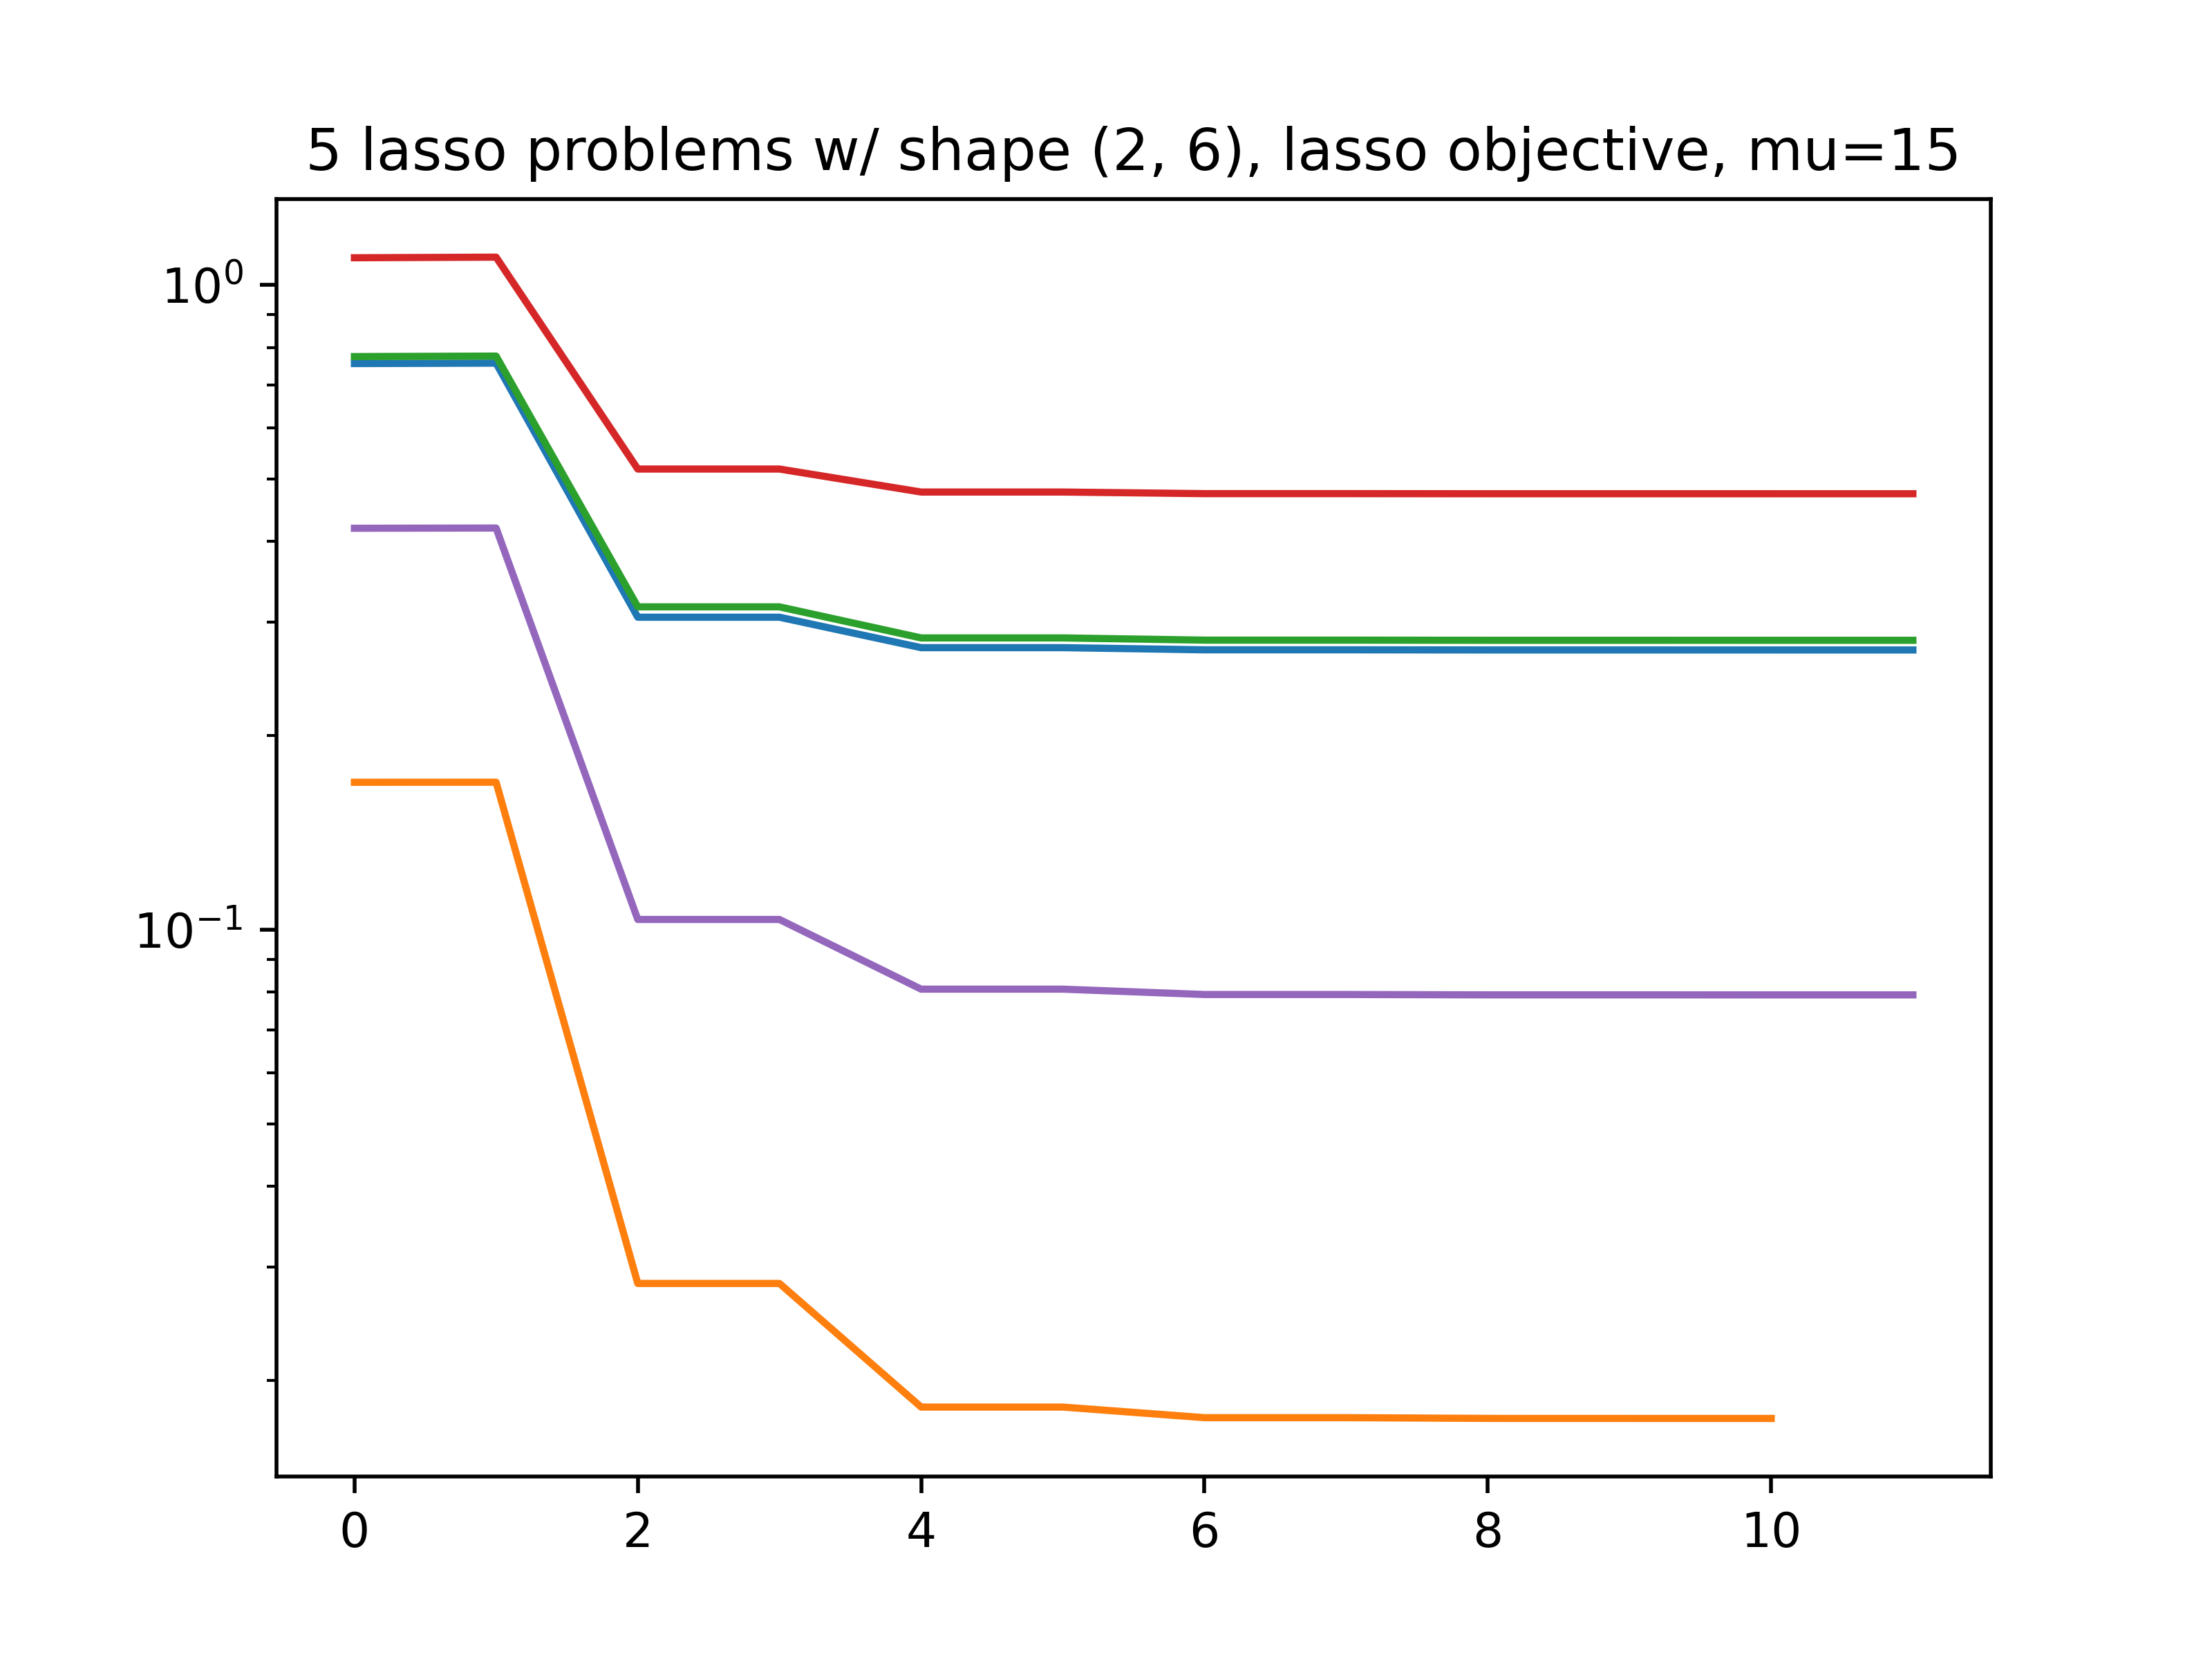 5 lasso problems w/ shape (2, 6), lasso objective, mu=15
10⁰
10⁻¹
0 2 4 6 8 10